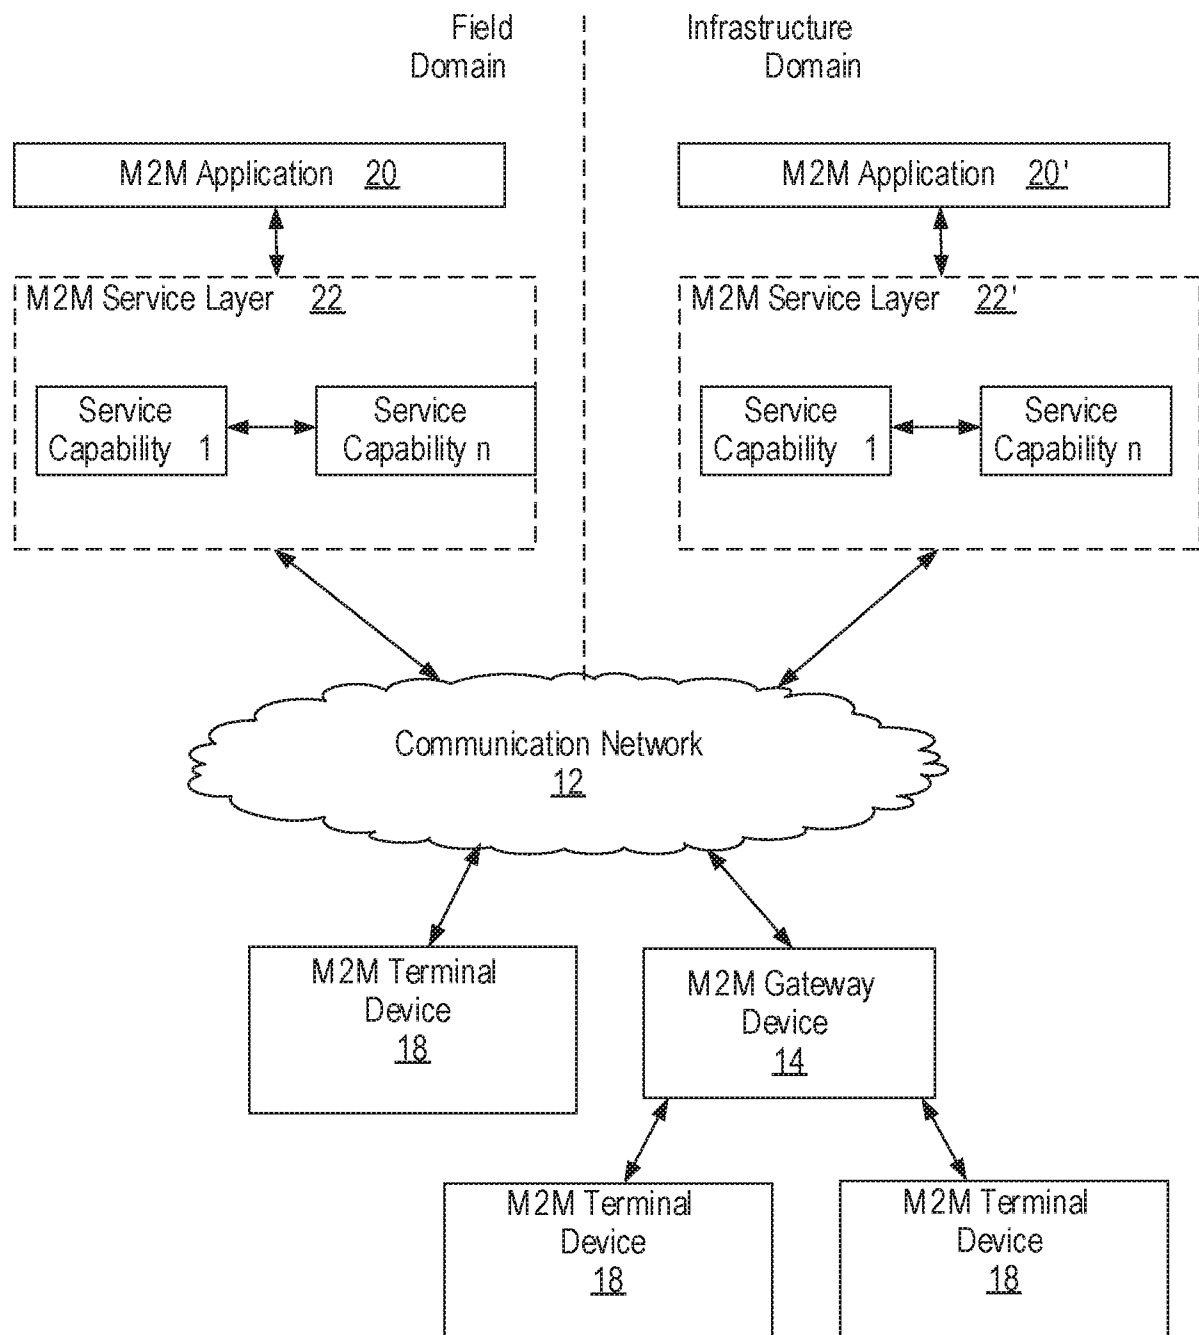 Field
Domain
Infrastructure
Domain
M2M Application 20
M2M Application 20'
M2M Service Layer 22
M2M Service Layer 22'
Service
Capability 1
Service
Capability n
Service
Capability 1
Service
Capability n
Communication Network
12
M2M Terminal
Device
18
M2M Gateway
Device
14
M2M Terminal
Device
18
M2M Terminal
Device
18